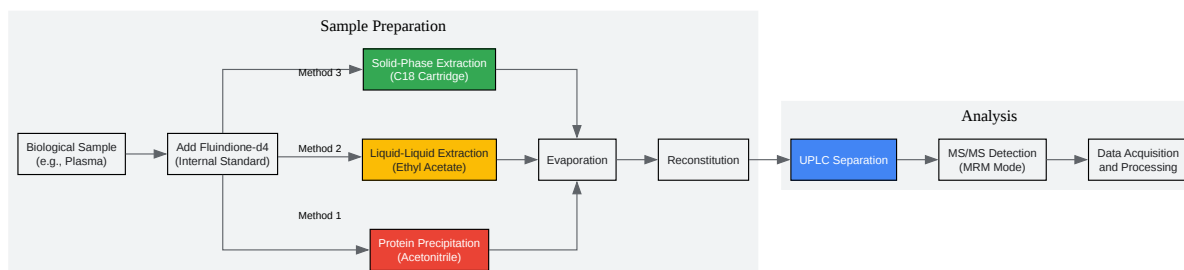 Sample Preparation
Method 3
Solid-Phase Extraction
(C18 Cartridge)
Analysis
Biological Sample
(e.g., Plasma)
Add Fluindione-d4
(Internal Standard)
Method 2
Liquid-Liquid Extraction
(Ethyl Acetate)
Evaporation
Reconstitution
UPLC Separation
MS/MS Detection
(MRM Mode)
Data Acquisition
and Processing
Method 1
Protein Precipitation
(Acetonitrile)